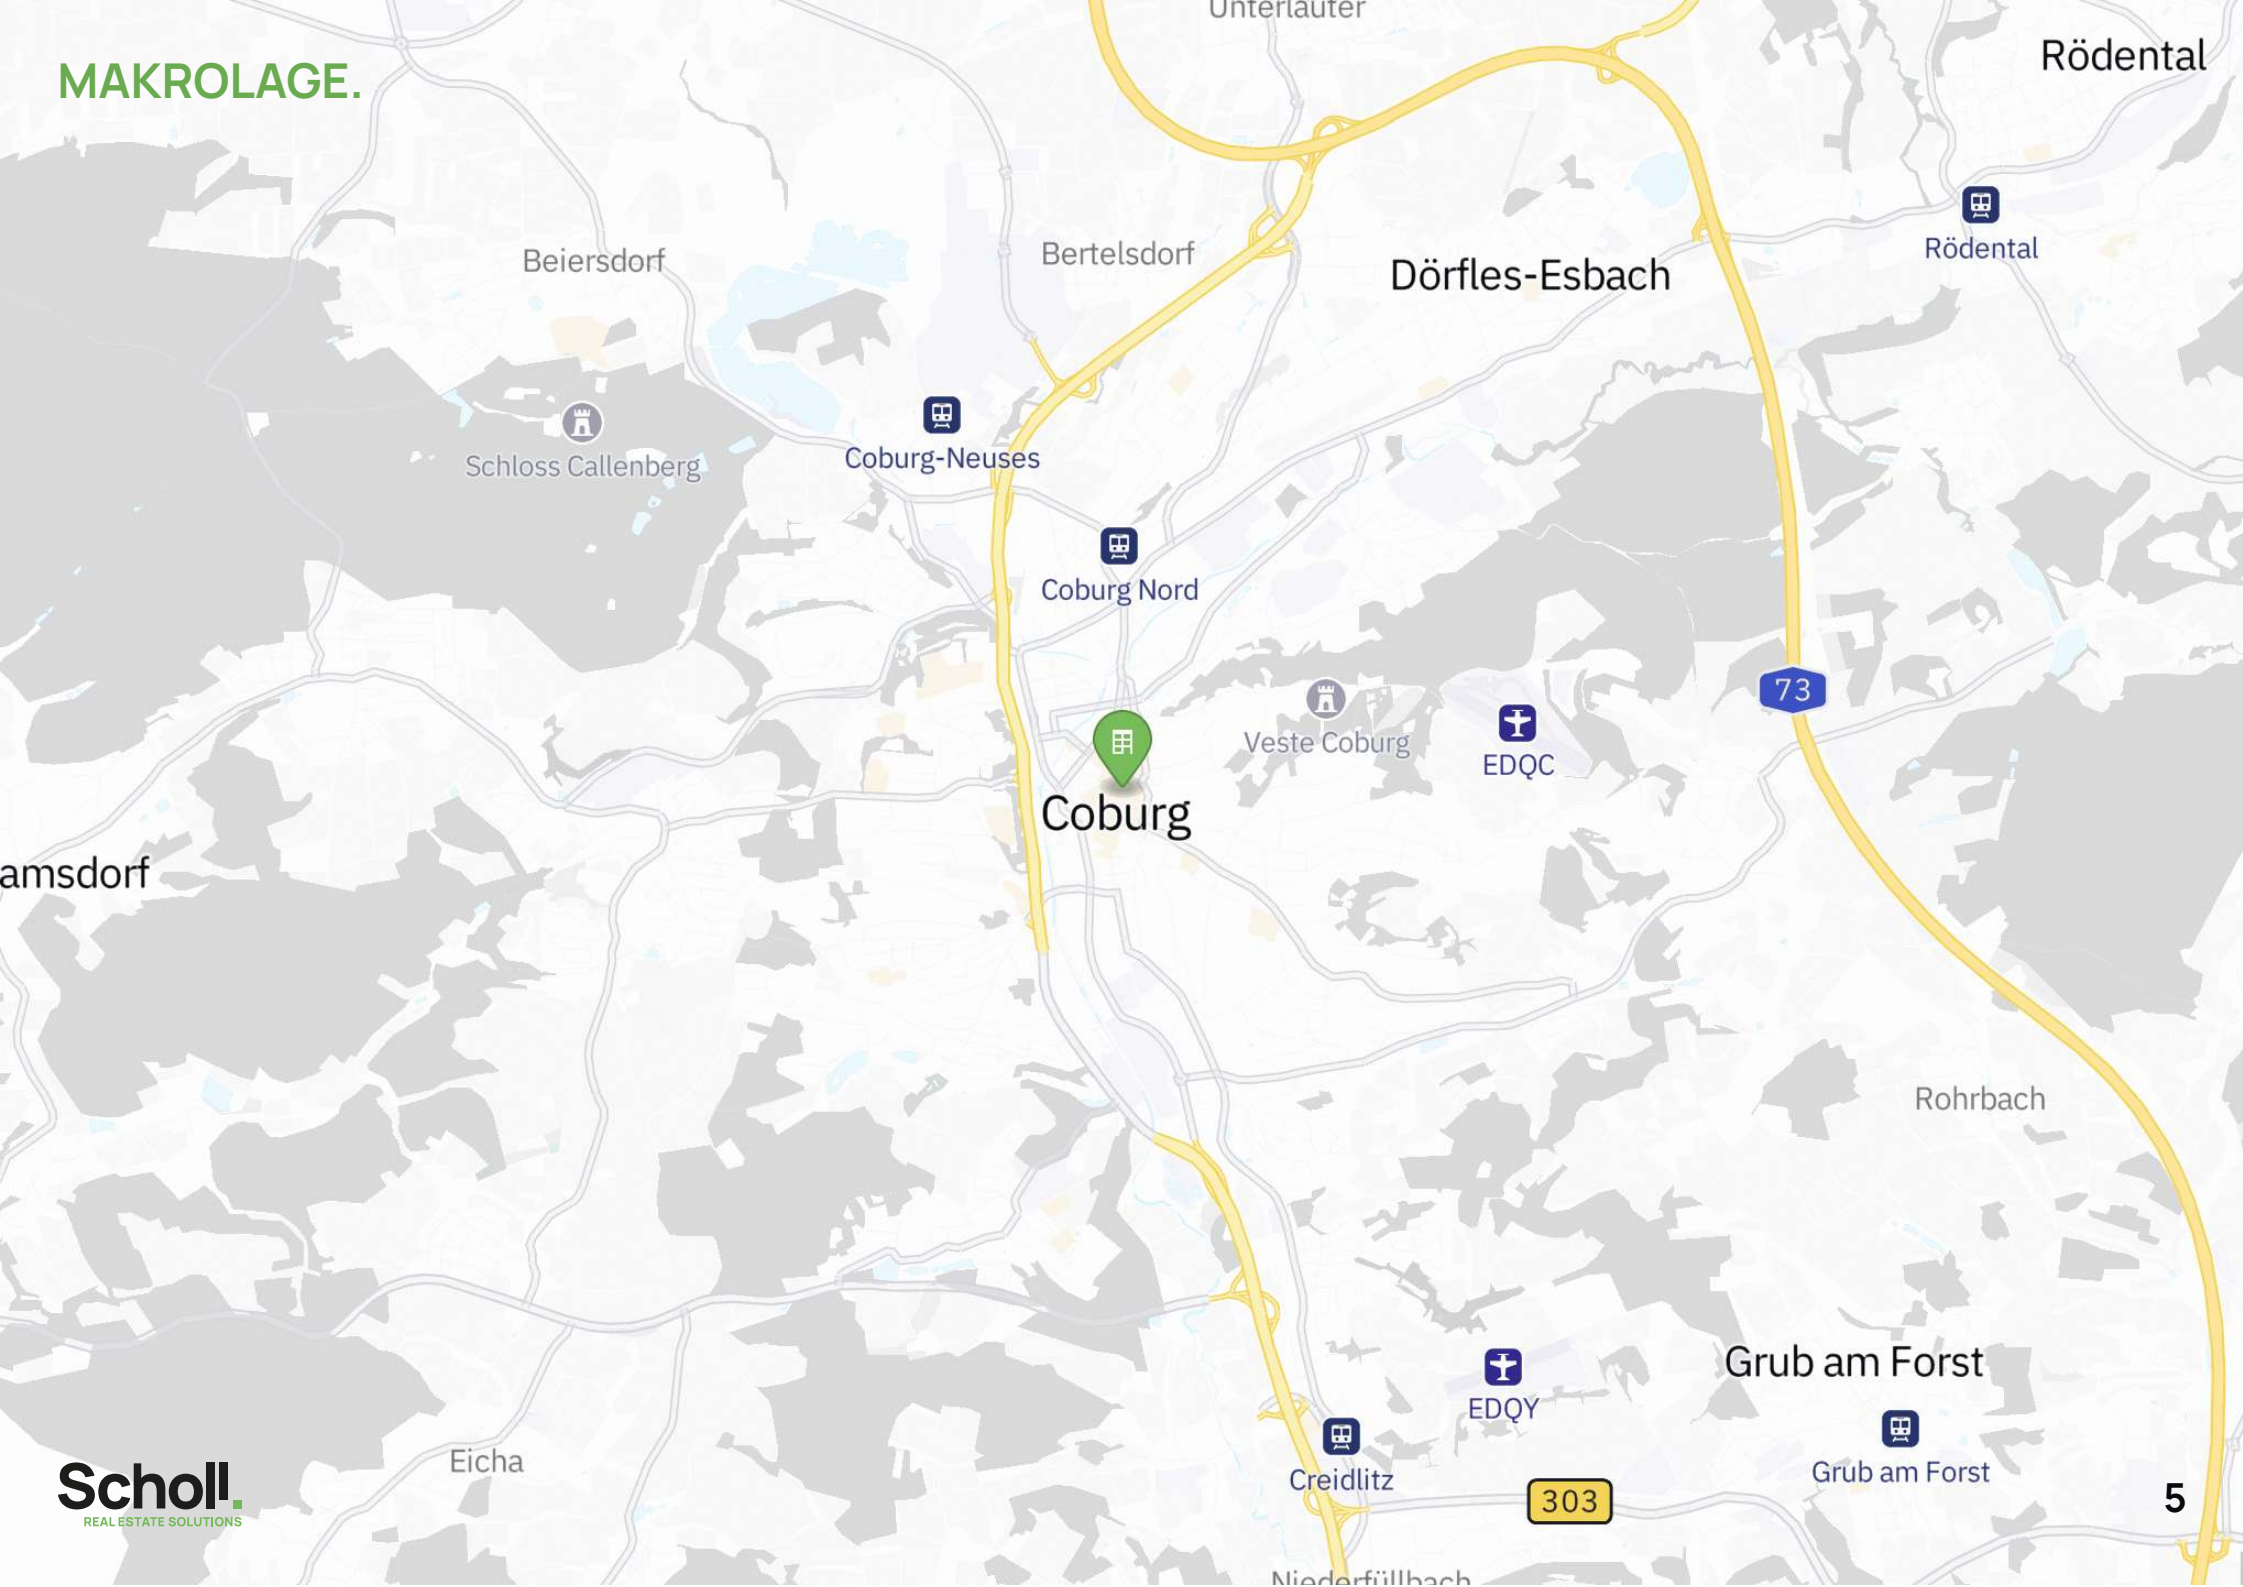 Unterlauter
MAKROLAGE.
Rödental
Rödental
Beiersdorf
Bertelsdorf
Dörfles-Esbach
Schloss Callenberg
Coburg-Neuses
Coburg Nord
73
Veste Coburg
EDQC
Coburg
amsdorf
Rohrbach
Grub am Forst
EDQY
Eicha
Creidlitz
Grub am Forst
303
Scholl.
REAL ESTATE SOLUTIONS
5
Niederfüllbach